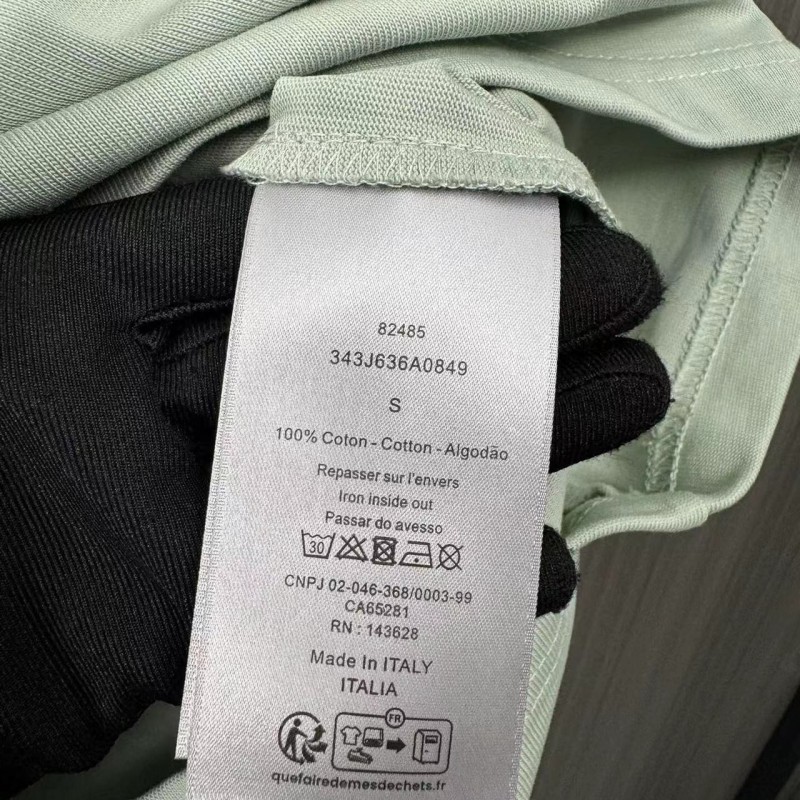 82485
343J636A0849
S
100% Coton - Cotton - Algodão
Repasser sur l'envers
Iron inside out
Passar do avesso
30
CNPJ 02-046-368/0003-99
CA65281
RN : 143628
Made In ITALY
ITALIA
FR
quefairedemesdechets.fr